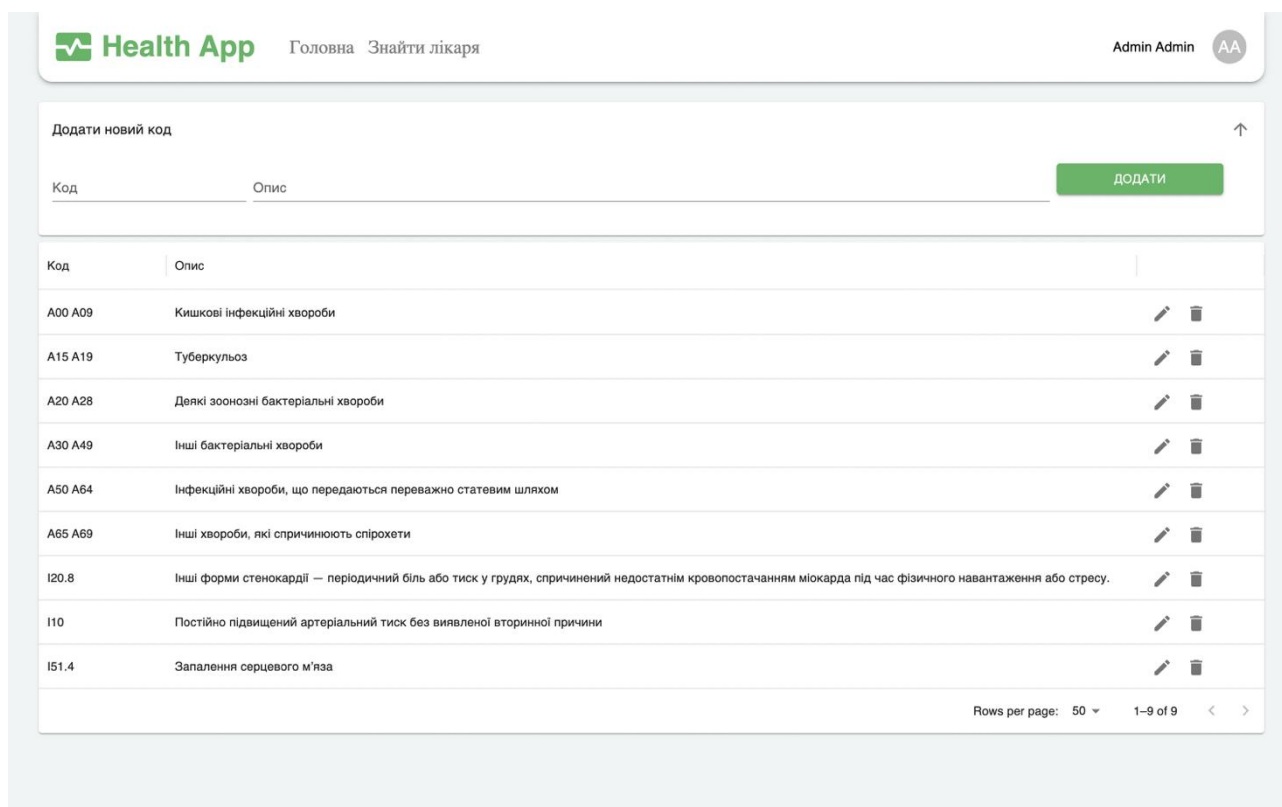 Health App Головна Знайти лікаря Admin Admin AA
Додати новий код
Код Опис ДОДАТИ
Код Опис
A00 A09 Кишкові інфекційні хвороби
A15 A19 Туберкульоз
A20 A28 Деякі зоонозні бактеріальні хвороби
A30 A49 Інші бактеріальні хвороби
A50 A64 Інфекційні хвороби, що передаються переважно статевим шляхом
A65 A69 Інші хвороби, які спричинюють спірохети
I20.8 Інші форми стенокардії — періодичний біль або тиск у грудях, спричинений недостатнім кровопостачанням міокарда під час фізичного навантаження або стресу.
I10 Постійно підвищений артеріальний тиск без виявленої вторинної причини
I51.4 Запалення серцевого м'яза
Rows per page: 50 1–9 of 9